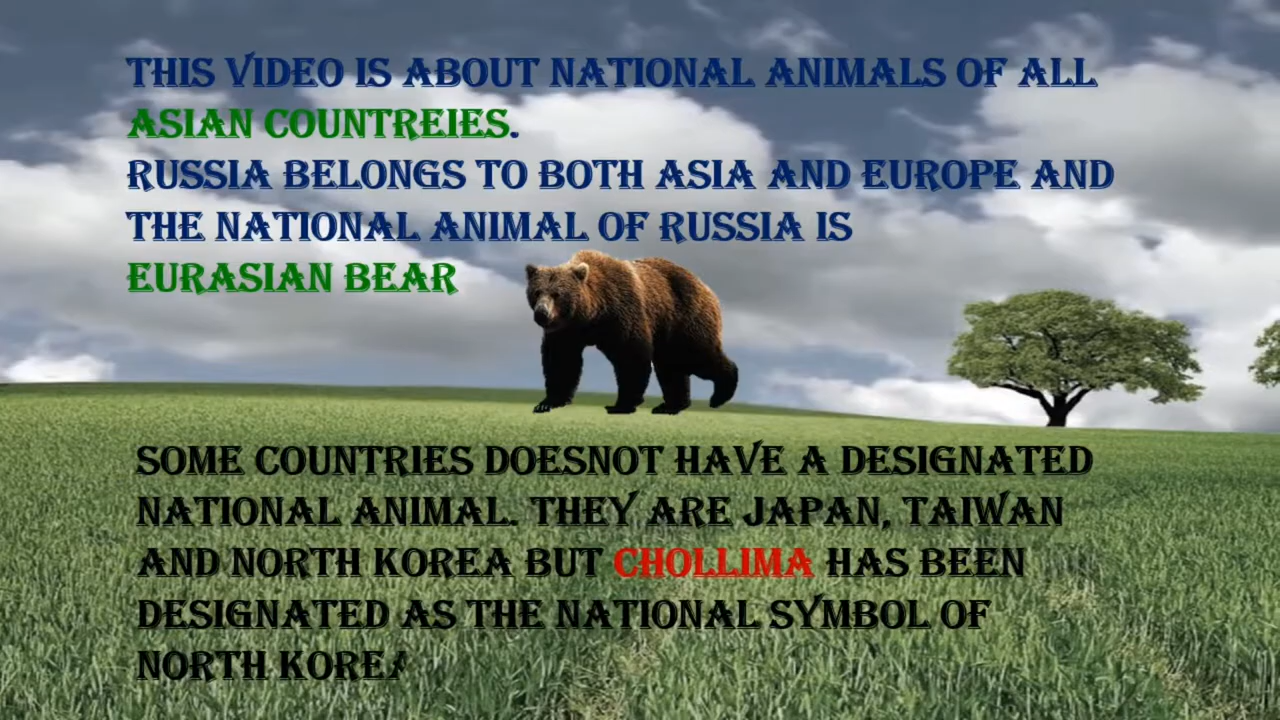 THIS VIDEO IS ABOUT NATIONAL ANIMALS OF ALL
ASIAN COUNTREIES.
RUSSIA BELONGS TO BOTH ASIA AND EUROPE AND
THE NATIONAL ANIMAL OF RUSSIA IS
EURASIAN BEAR
SOME COUNTRIES DOESNOT HAVE A DESIGNATED
NATIONAL ANIMAL. THEY ARE JAPAN, TAIWAN
AND NORTH KOREA BUT CHOLLIMA HAS BEEN
DESIGNATED AS THE NATIONAL SYMBOL OF
NORTH KOREA